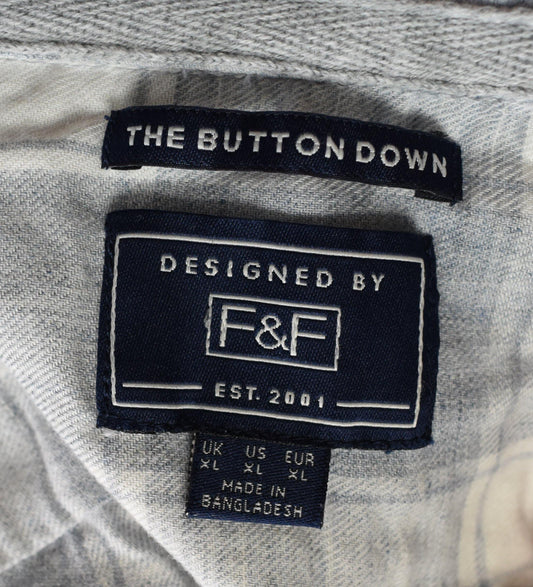 THE BUTTON DOWN
DESIGNED BY
F&F
EST. 2001
UK US EUR
XL XL XL
MADE IN
BANGLADESH